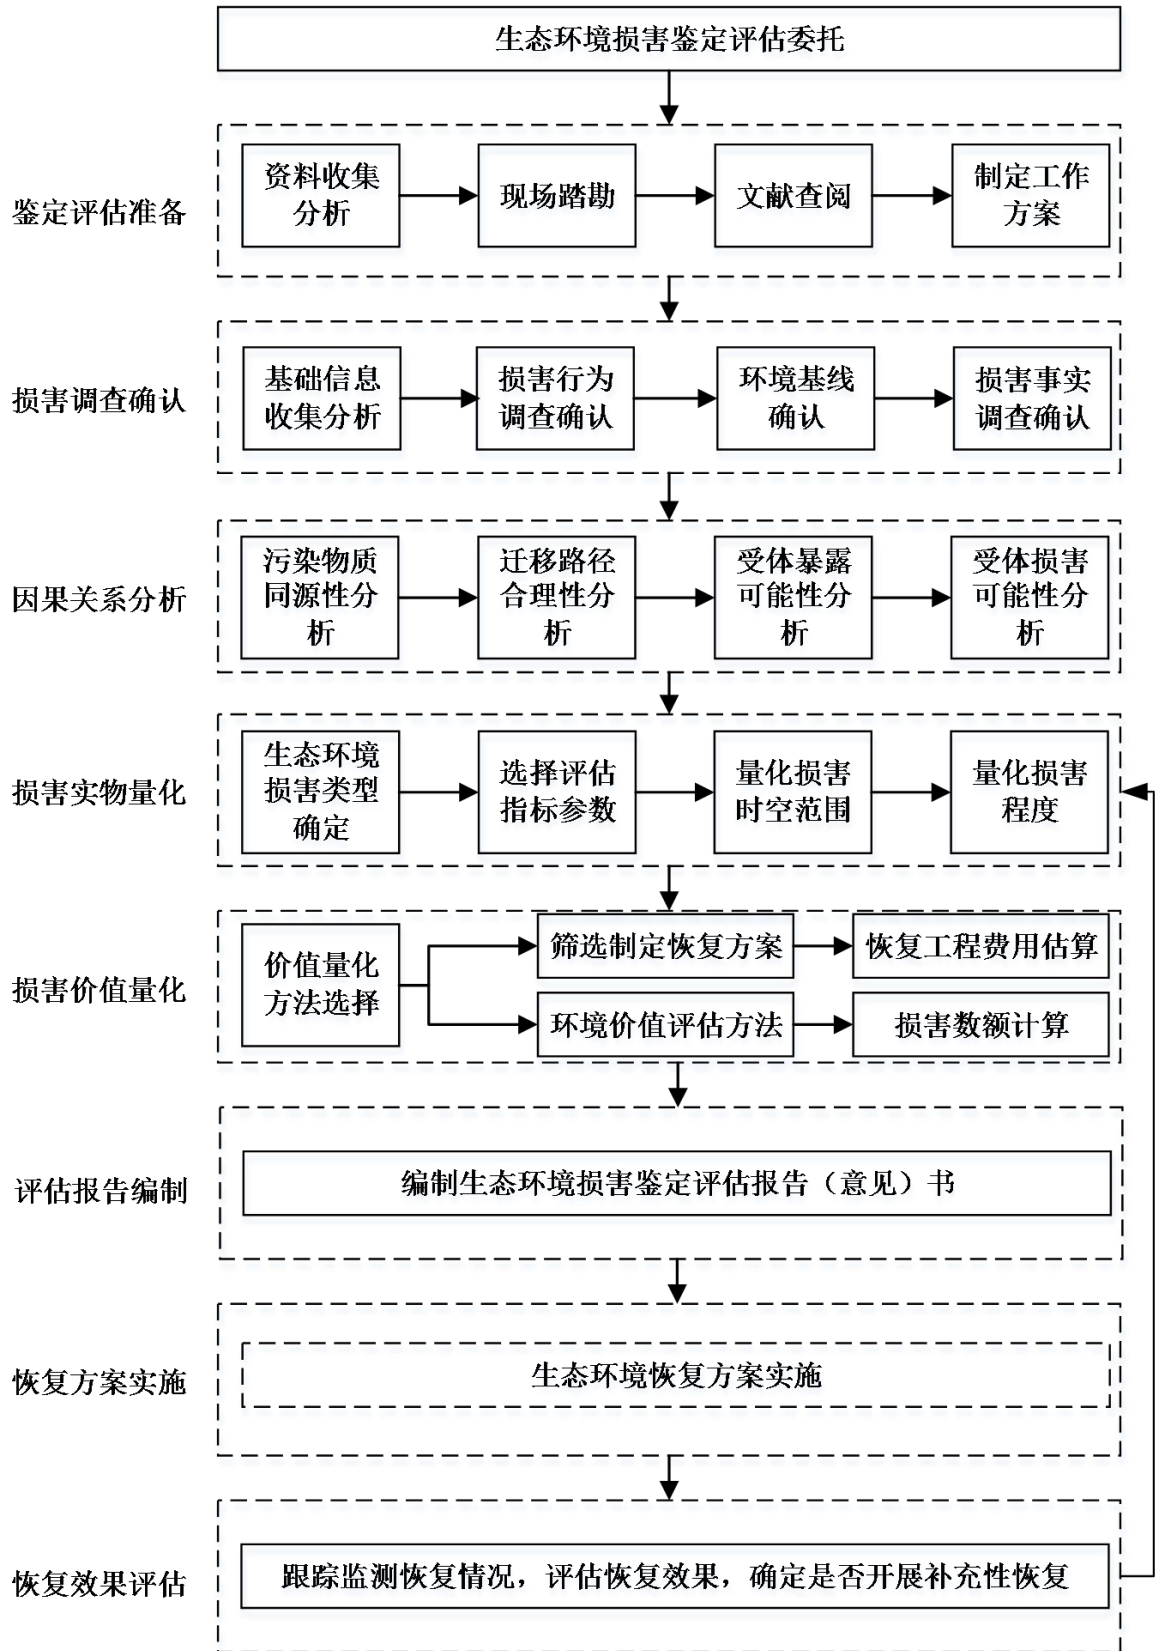 生态环境损害鉴定评估委托
鉴定评估准备
资料收集
分析
现场踏勘
文献查阅
制定工作
方案
损害调查确认
基础信息
收集分析
损害行为
调查确认
环境基线
确认
损害事实
调查确认
因果关系分析
污染物质
同源性分
析
迁移路径
合理性分
析
受体暴露
可能性分
析
受体损害
可能性分
析
损害实物量化
生态环境
损害类型
确定
选择评估
指标参数
量化损害
时空范围
量化损害
程度
损害价值量化
价值量化
方法选择
筛选制定恢复方案
恢复工程费用估算
环境价值评估方法
损害数额计算
评估报告编制
编制生态环境损害鉴定评估报告（意见）书
恢复方案实施
生态环境恢复方案实施
恢复效果评估
跟踪监测恢复情况，评估恢复效果，确定是否开展补充性恢复